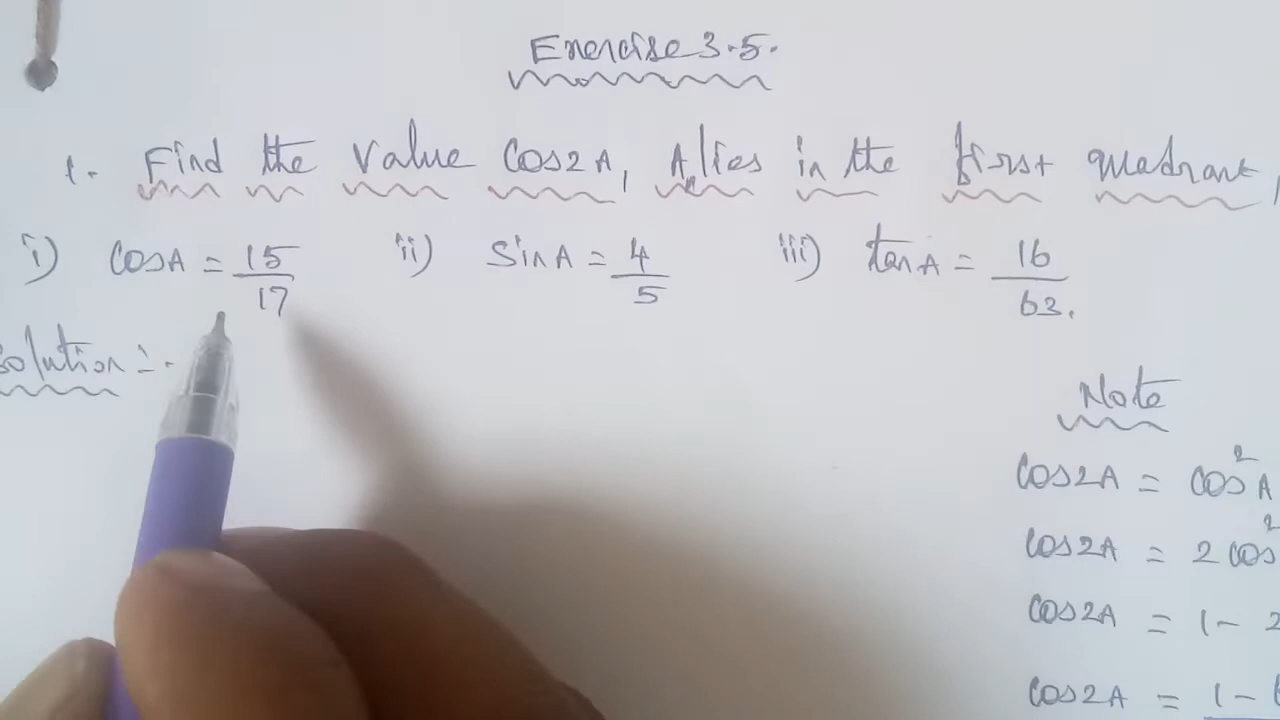 Exercise 3.5.
1. Find the value cos2A, A lies in the first quadrant,
i) cosA = 15/17 ii) sinA = 4/5 iii) tanA = 16/63.
Solution :-
Note
cos2A = cos²A
cos2A = 2cos²
cos2A = 1-2
cos2A = 1-